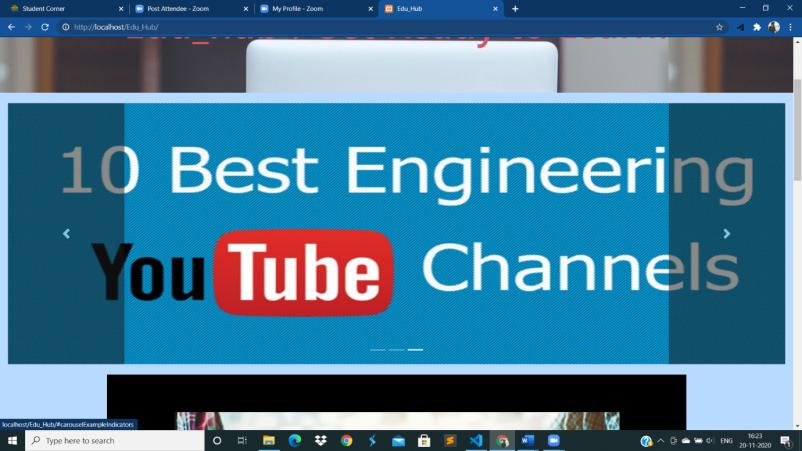 Student Corner
Post Attendee - Zoom
My Profile - Zoom
Edu_Hub
http://localhost/Edu_Hub/
10 Best Engineering
YouTube Channels
localhost/Edu_Hub/#carouselExampleIndicators
Type here to search
ENG
16:23
20-11-2020